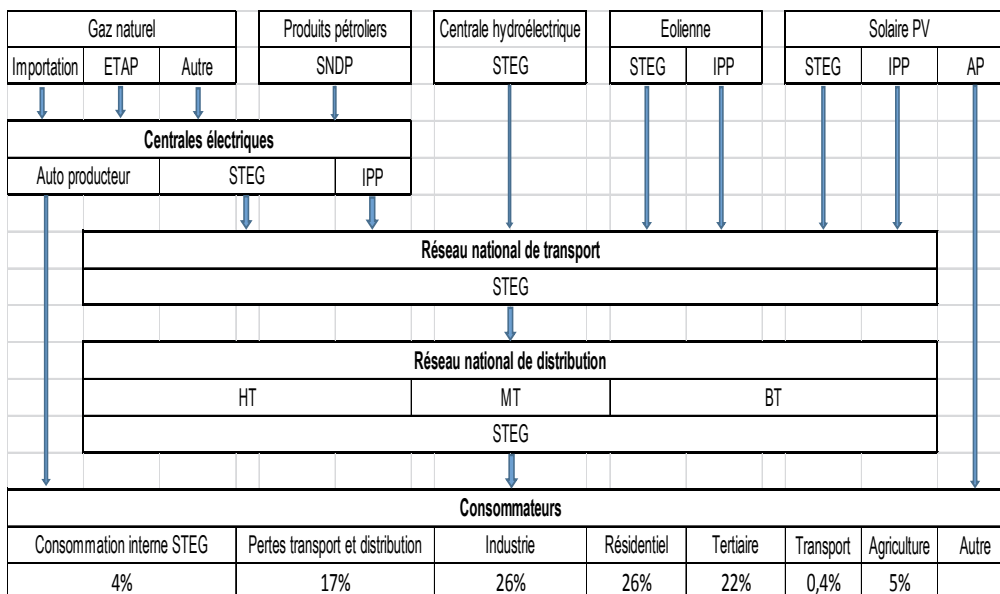 Gaz naturel Produits pétroliers Centrale hydroélectrique Eolienne Solaire PV
Importation ETAP Autre SNDP STEG STEG IPP STEG IPP AP
Centrales électriques
Auto producteur STEG IPP
Réseau national de transport
STEG
Réseau national de distribution
HT MT BT
STEG
Consommateurs
Consommation interne STEG Pertes transport et distribution Industrie Résidentiel Tertiaire Transport Agriculture Autre
4% 17% 26% 26% 22% 0,4% 5%